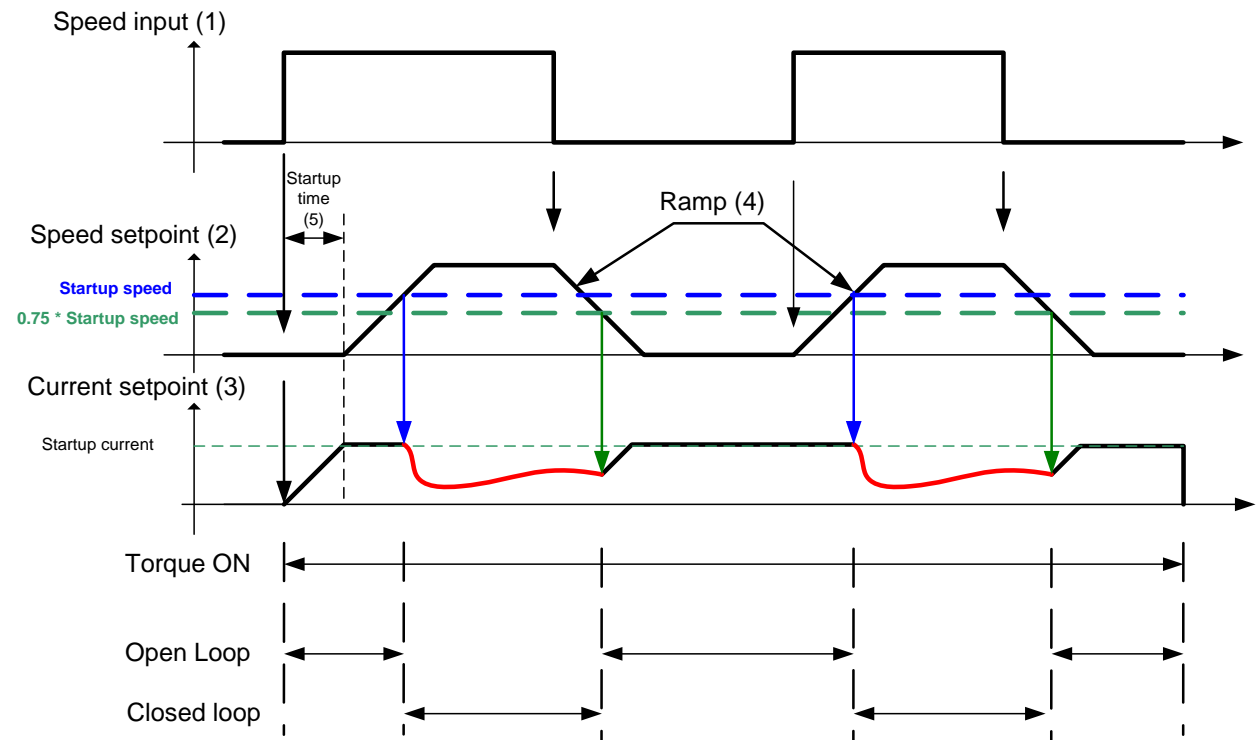 Speed input (1)
Startup
time
(5)
Ramp (4)
Speed setpoint (2)
Startup speed
0.75 * Startup speed
Current setpoint (3)
Startup current
Torque ON
Open Loop
Closed loop